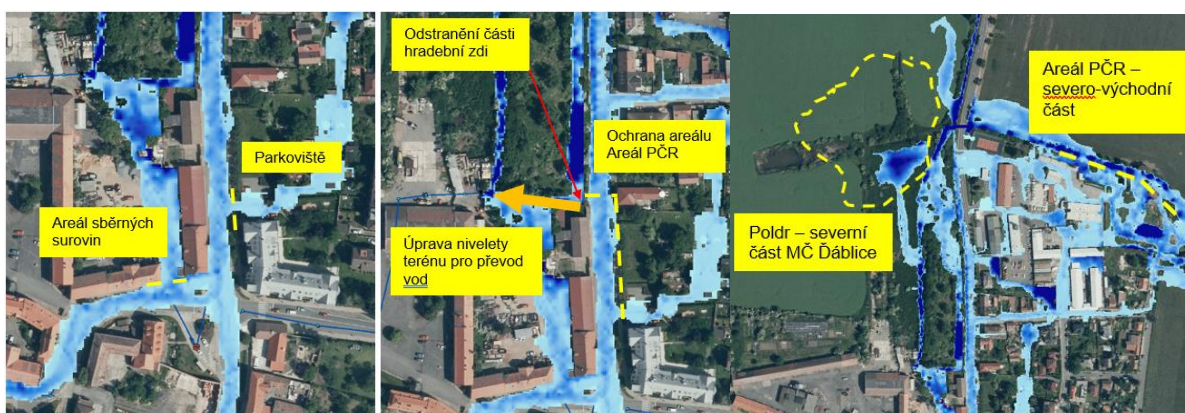 Parkoviště
Areál sběrných
surovin
Odstranění části
hradební zdi
Ochrana areálu
Areál PČR
Úprava nivelety
terénu pro převod
vod
Areál PČR –
severo-východní
část
Poldr – severní
část MČ Ďáblice